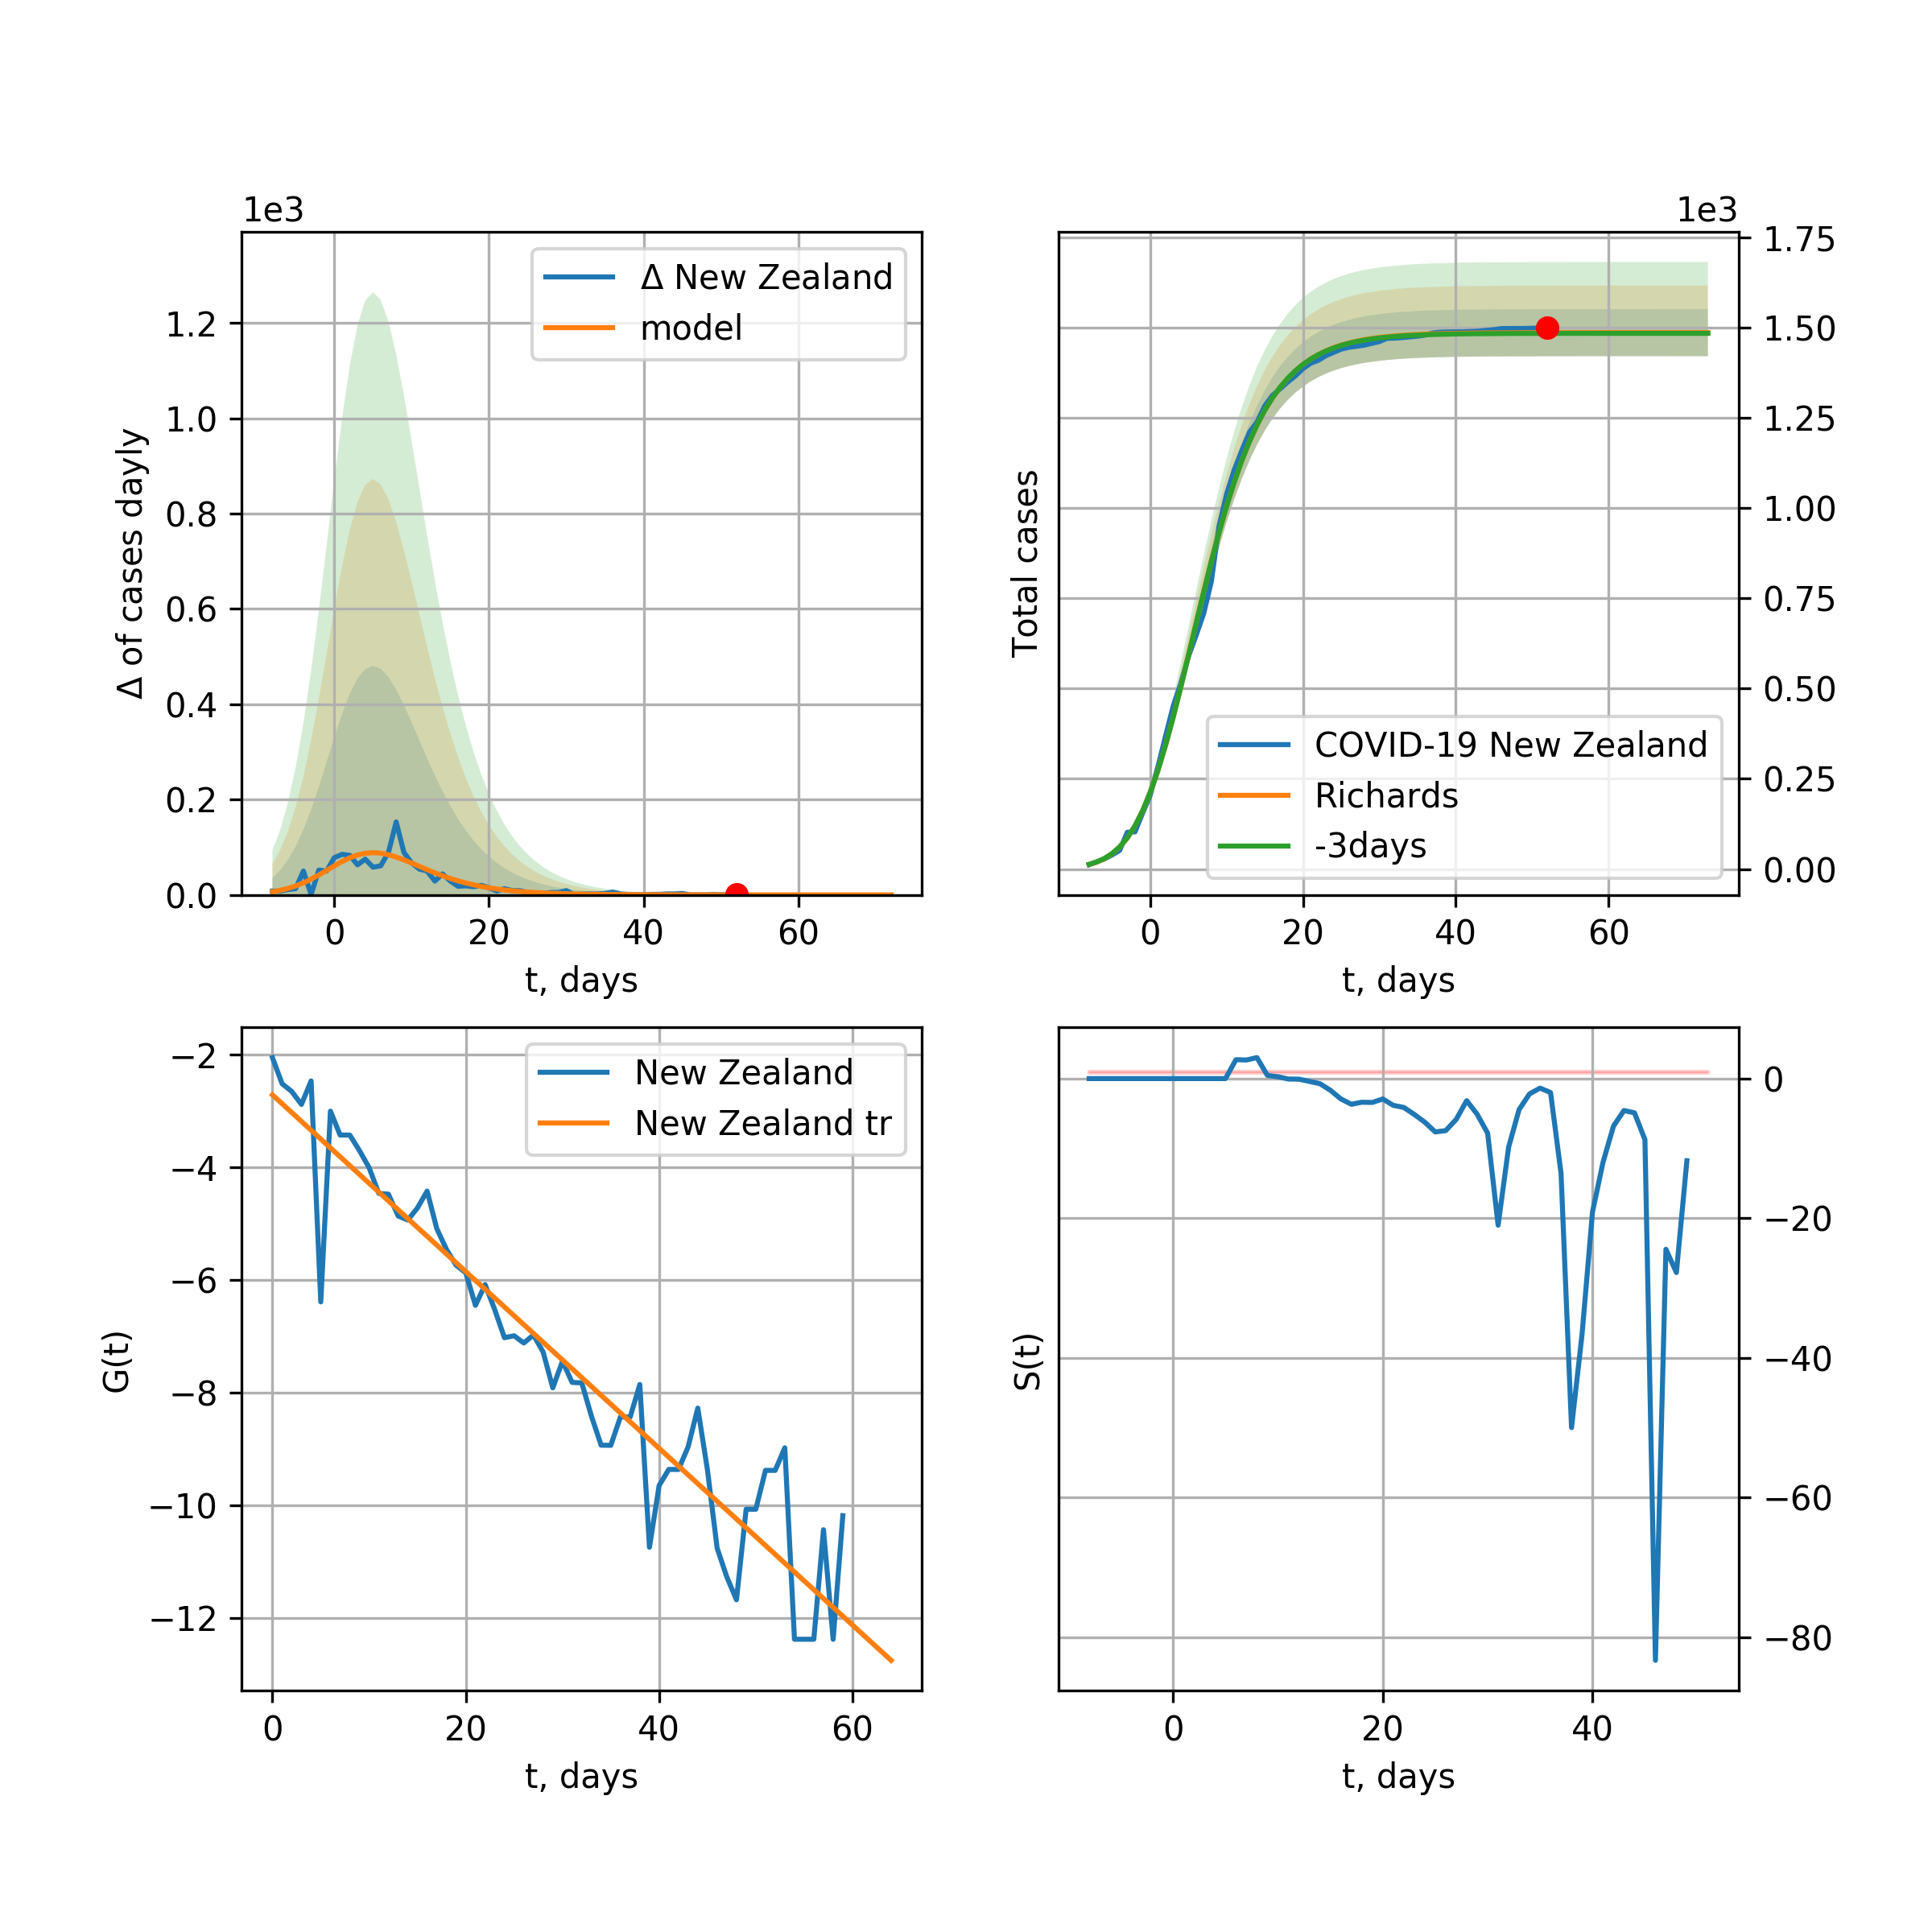 1e3
Δ of cases dayly
1.2
1.0
0.8
0.6
0.4
0.2
0.0
0 20 40 60
t, days
Δ New Zealand
model
1e3
Total cases
1.75
1.50
1.25
1.00
0.75
0.50
0.25
0.00
0 20 40 60
t, days
COVID-19 New Zealand
Richards
-3days
G(t)
−2
−4
−6
−8
−10
−12
0 20 40 60
t, days
New Zealand
New Zealand tr
S(t)
0
−20
−40
−60
−80
0 20 40
t, days